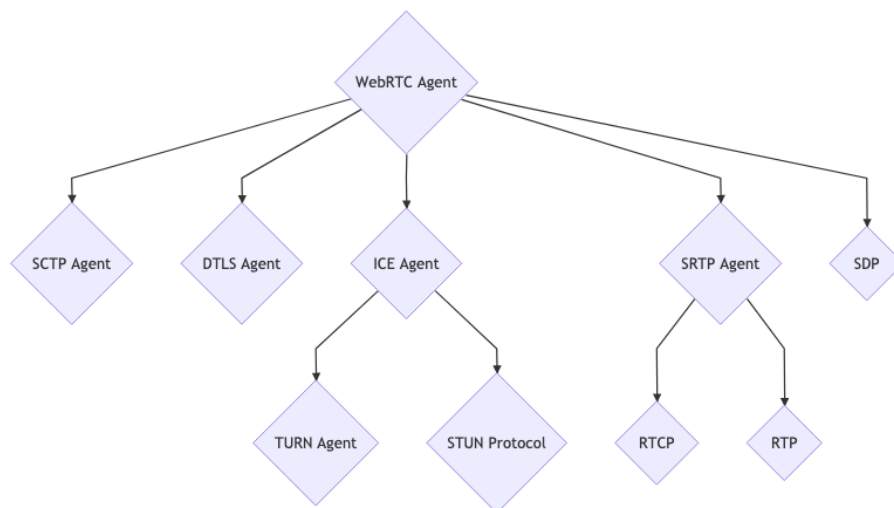 WebRTC Agent
SCTP Agent
DTLS Agent
ICE Agent
SRTP Agent
SDP
TURN Agent
STUN Protocol
RTCP
RTP